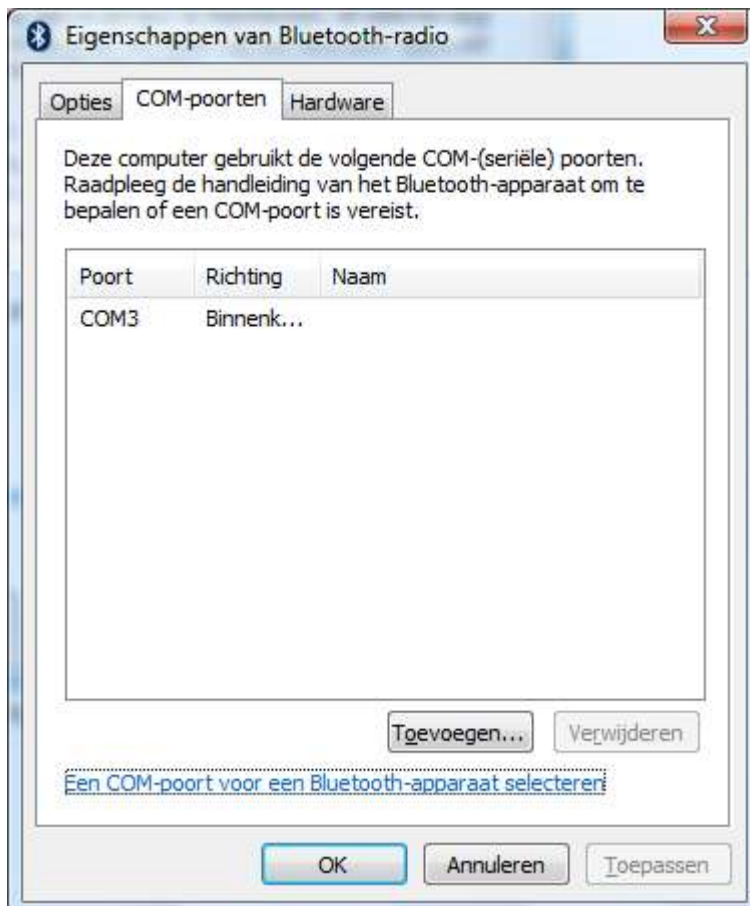 Eigenschappen van Bluetooth-radio
Opties COM-poorten Hardware
Deze computer gebruikt de volgende COM-(seriële) poorten.
Raadpleeg de handleiding van het Bluetooth-apparaat om te
bepalen of een COM-poort is vereist.
Poort Richting Naam
COM3 Binnenk...
Toevoegen... Verwijderen
Een COM-poort voor een Bluetooth-apparaat selecteren
OK Annuleren Toepassen